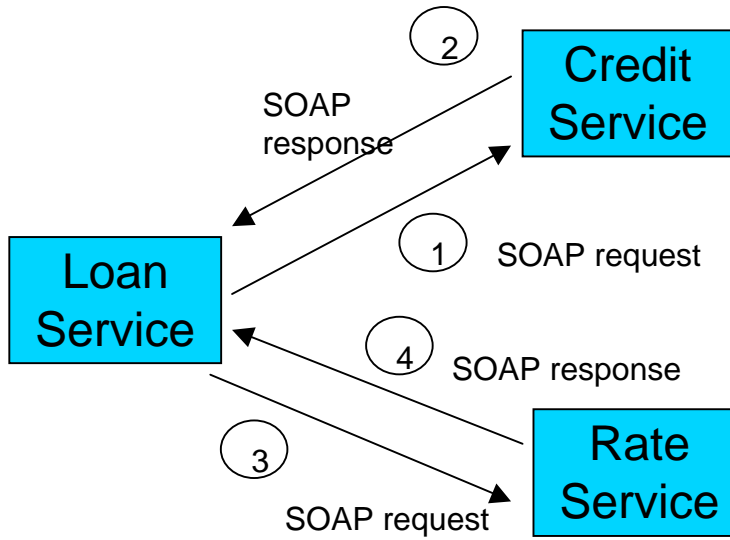 2
Credit
Service
SOAP
response
1
SOAP request
Loan
Service
4
SOAP response
3
Rate
Service
SOAP request